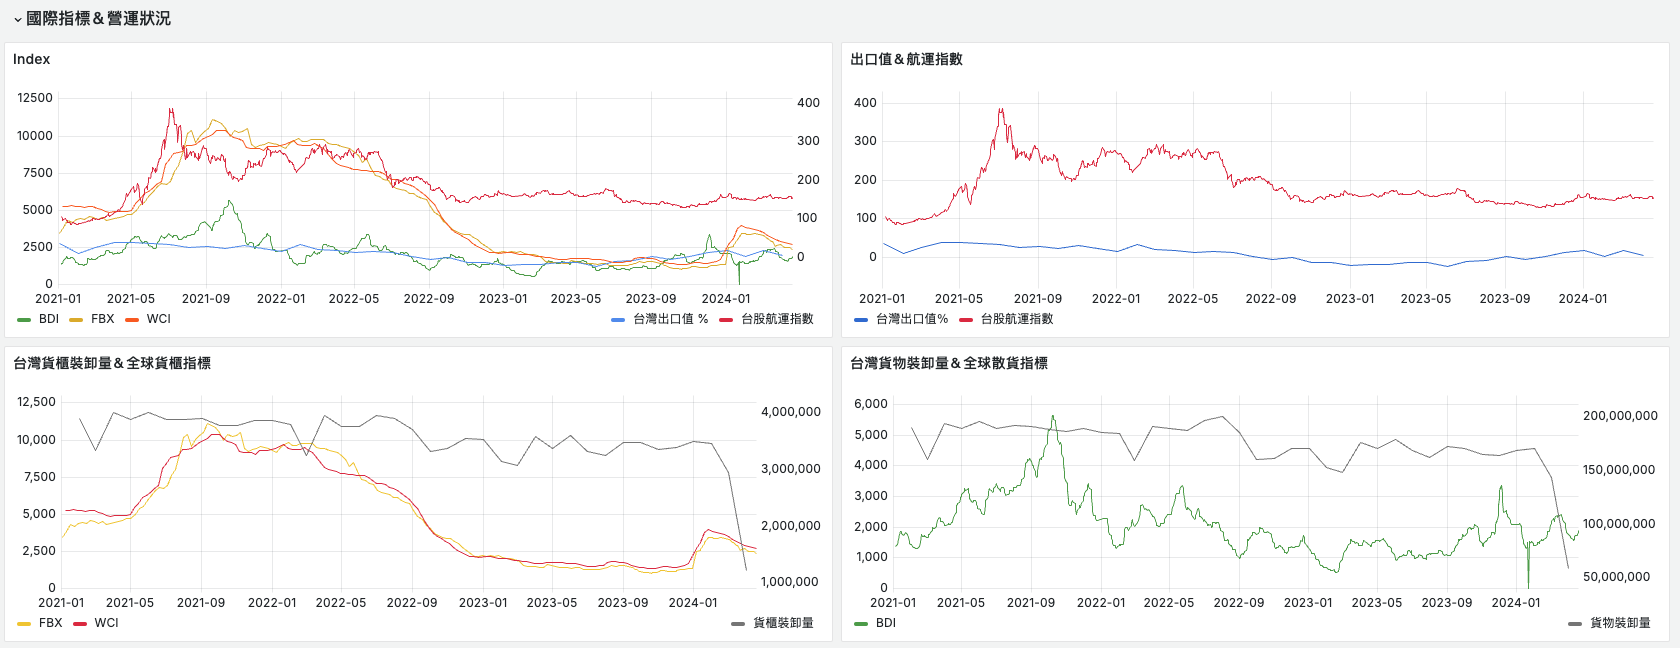 國際指標＆營運狀況
Index
12500
10000
7500
5000
2500
0
400
300
200
100
0
2021-01 2021-05 2021-09 2022-01 2022-05 2022-09 2023-01 2023-05 2023-09 2024-01
BDI FBX WCI 台灣出口值 % 台股航運指數
出口值＆航運指數
400
300
200
100
0
2021-01 2021-05 2021-09 2022-01 2022-05 2022-09 2023-01 2023-05 2023-09 2024-01
台灣出口值% 台股航運指數
台灣貨櫃裝卸量＆全球貨櫃指標
12,500
10,000
7,500
5,000
2,500
0
4,000,000
3,000,000
2,000,000
1,000,000
2021-01 2021-05 2021-09 2022-01 2022-05 2022-09 2023-01 2023-05 2023-09 2024-01
FBX WCI 貨櫃裝卸量
台灣貨物裝卸量＆全球散貨指標
6,000
5,000
4,000
3,000
2,000
1,000
0
200,000,000
150,000,000
100,000,000
50,000,000
2021-01 2021-05 2021-09 2022-01 2022-05 2022-09 2023-01 2023-05 2023-09 2024-01
BDI 貨物裝卸量